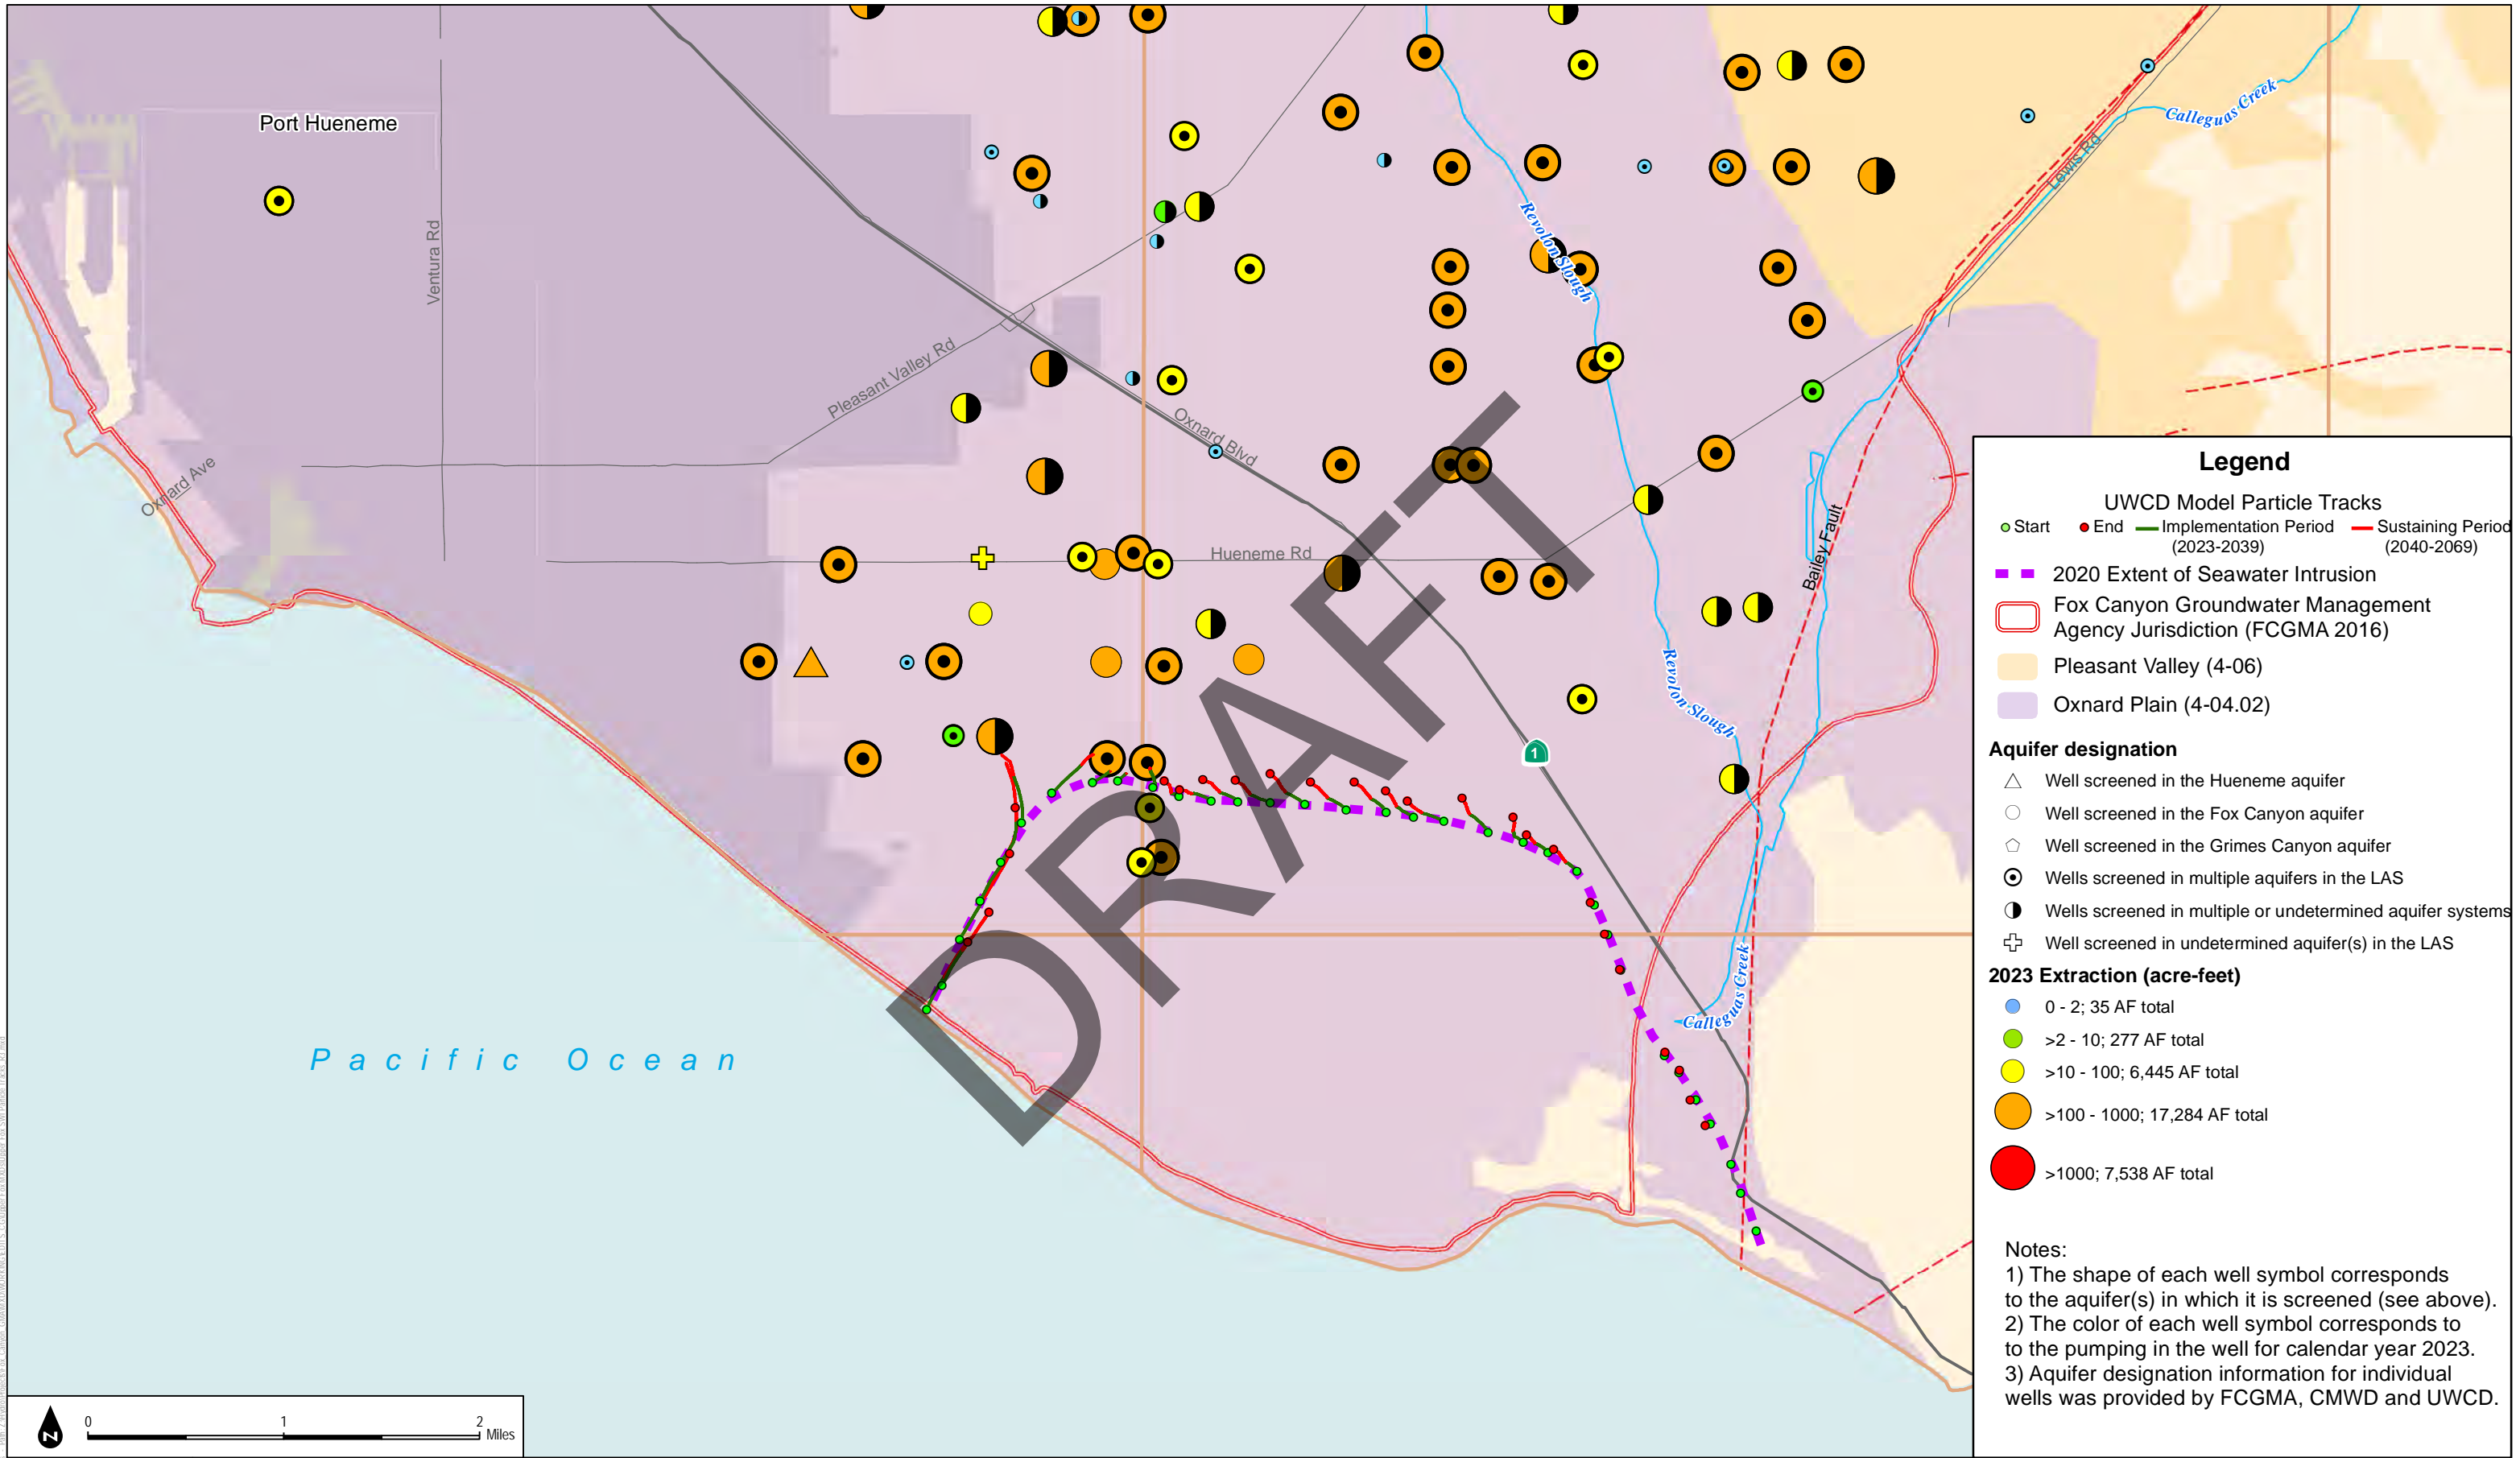 Port Hueneme
Ventura Rd
Oxnard Ave
Pleasant Valley Rd
Oxnard Blvd
Hueneme Rd
Revolon Slough
Revolon Slough
Calleguas Creek
Lewis Rd
Bailey Fault
1
Calleguas Creek
Pacific Ocean
DRAFT
0 1 2
Miles
N
Legend
UWCD Model Particle Tracks
Start End Implementation Period Sustaining Period
(2023-2039) (2040-2069)
2020 Extent of Seawater Intrusion
Fox Canyon Groundwater Management
Agency Jurisdiction (FCGMA 2016)
Pleasant Valley (4-06)
Oxnard Plain (4-04.02)
Aquifer designation
Well screened in the Hueneme aquifer
Well screened in the Fox Canyon aquifer
Well screened in the Grimes Canyon aquifer
Wells screened in multiple aquifers in the LAS
Wells screened in multiple or undetermined aquifer systems
Well screened in undetermined aquifer(s) in the LAS
2023 Extraction (acre-feet)
0 - 2; 35 AF total
>2 - 10; 277 AF total
>10 - 100; 6,445 AF total
>100 - 1000; 17,284 AF total
>1000; 7,538 AF total
Notes:
1) The shape of each well symbol corresponds
to the aquifer(s) in which it is screened (see above).
2) The color of each well symbol corresponds to
to the pumping in the well for calendar year 2023.
3) Aquifer designation information for individual
wells was provided by FCGMA, CMWD and UWCD.